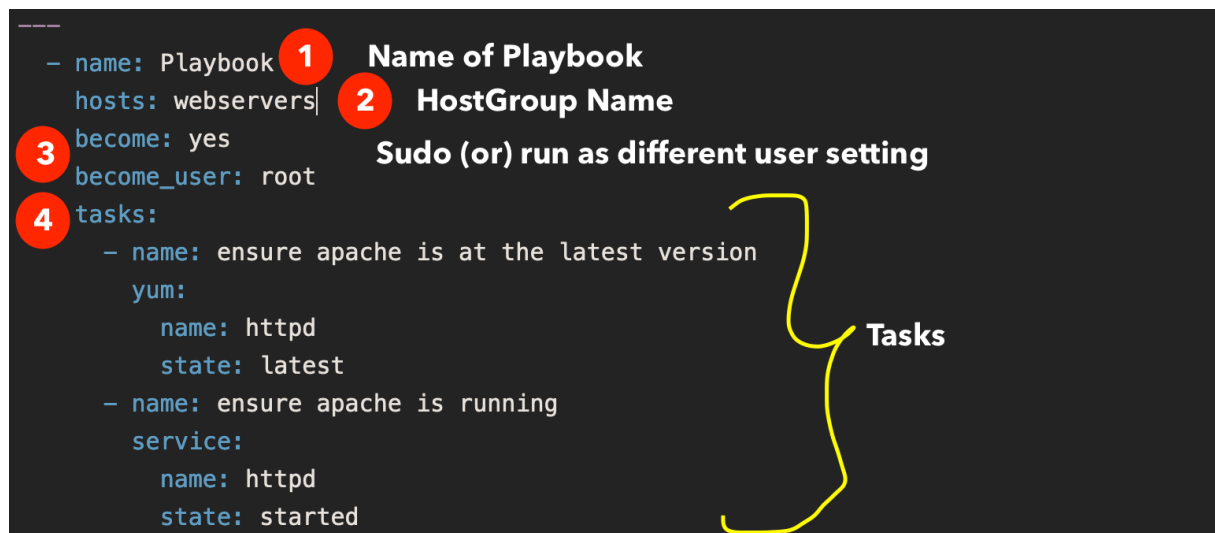 ---
- name: Playbook 1 Name of Playbook
hosts: webservers 2 HostGroup Name
become: yes
3 Sudo (or) run as different user setting
become_user: root
4 tasks:
- name: ensure apache is at the latest version
yum:
name: httpd
Tasks
state: latest
- name: ensure apache is running
service:
name: httpd
state: started